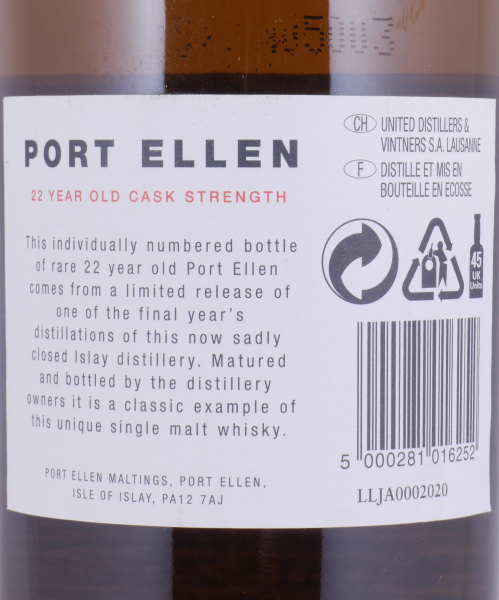 PORT ELLEN
22 YEAR OLD CASK STRENGTH
This individually numbered bottle
of rare 22 year old Port Ellen
comes from a limited release of
one of the final year's
distillations of this now sadly
closed Islay distillery. Matured
and bottled by the distillery
owners it is a classic example of
this unique single malt whisky.
PORT ELLEN MALTINGS, PORT ELLEN,
ISLE OF ISLAY, PA12 7AJ
CH UNITED DISTILLERS &
VINTNERS S.A. LAUSANNE
F DISTILLE ET MIS EN
BOUTEILLE EN ECOSSE
45
UK
Units
5 000281 016252
LLJA0002020